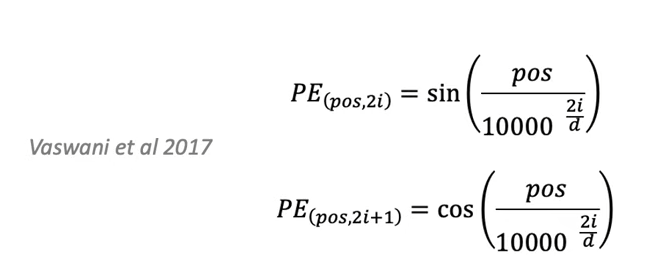 PE(pos,2i) = sin(pos / 10000^(2i/d))
Vaswani et al 2017
PE(pos,2i+1) = cos(pos / 10000^(2i/d))